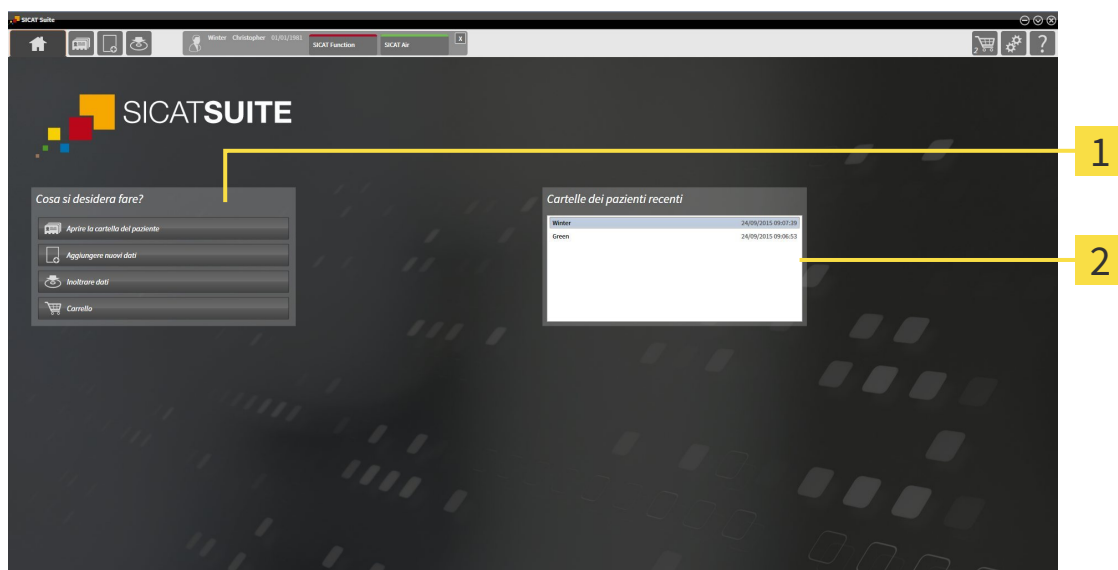 SICAT Suite
Winter Christopher 01/01/1981
SICAT Function
SICAT Air
X
2
?
SICATSUITE
1
Cosa si desidera fare?
Aprire la cartella del paziente
Aggiungere nuovi dati
Inoltrare dati
Carrello
Cartelle dei pazienti recenti
Winter 24/09/2015 09:07:39
Green 24/09/2015 09:06:53
2